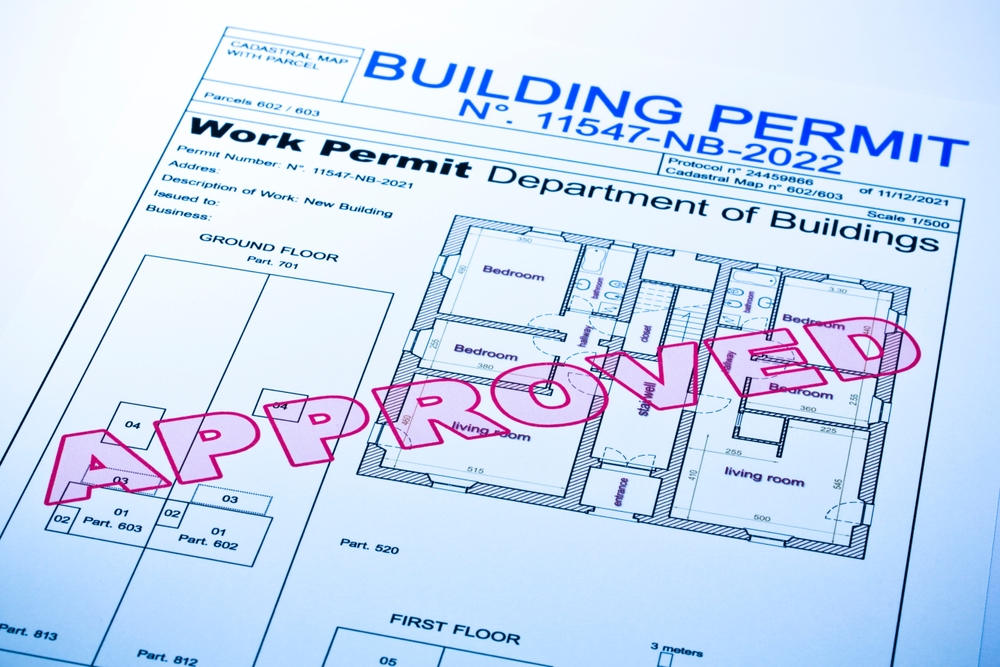 CADASTRAL MAP
WITH PARCEL
BUILDING PERMIT
N°. 11547-NB-2022
Parcels 602 / 603
Protocol n° 24459866 of 11/12/2021
Cadastral Map n° 602/603
Scale 1/500
Work Permit Department of Buildings
Permit Number: N°. 11547-NB-2021
Addres:
Description of Work: New Building
Issued to:
Business:
GROUND FLOOR
Part. 701
350
Bedroom
bathroom
bathroom
3.30
Bedroom
hallway
closet
Bedroom
380
hallway
stairwell
Bedroom
360
2.55
225
living room
515
entrance
255
410
living room
545
500
APPROVED
04
04
03
03
02
01
Part. 603
02
01
Part. 602
Part. 520
Part. 813
Part. 812
FIRST FLOOR
05
3 meters